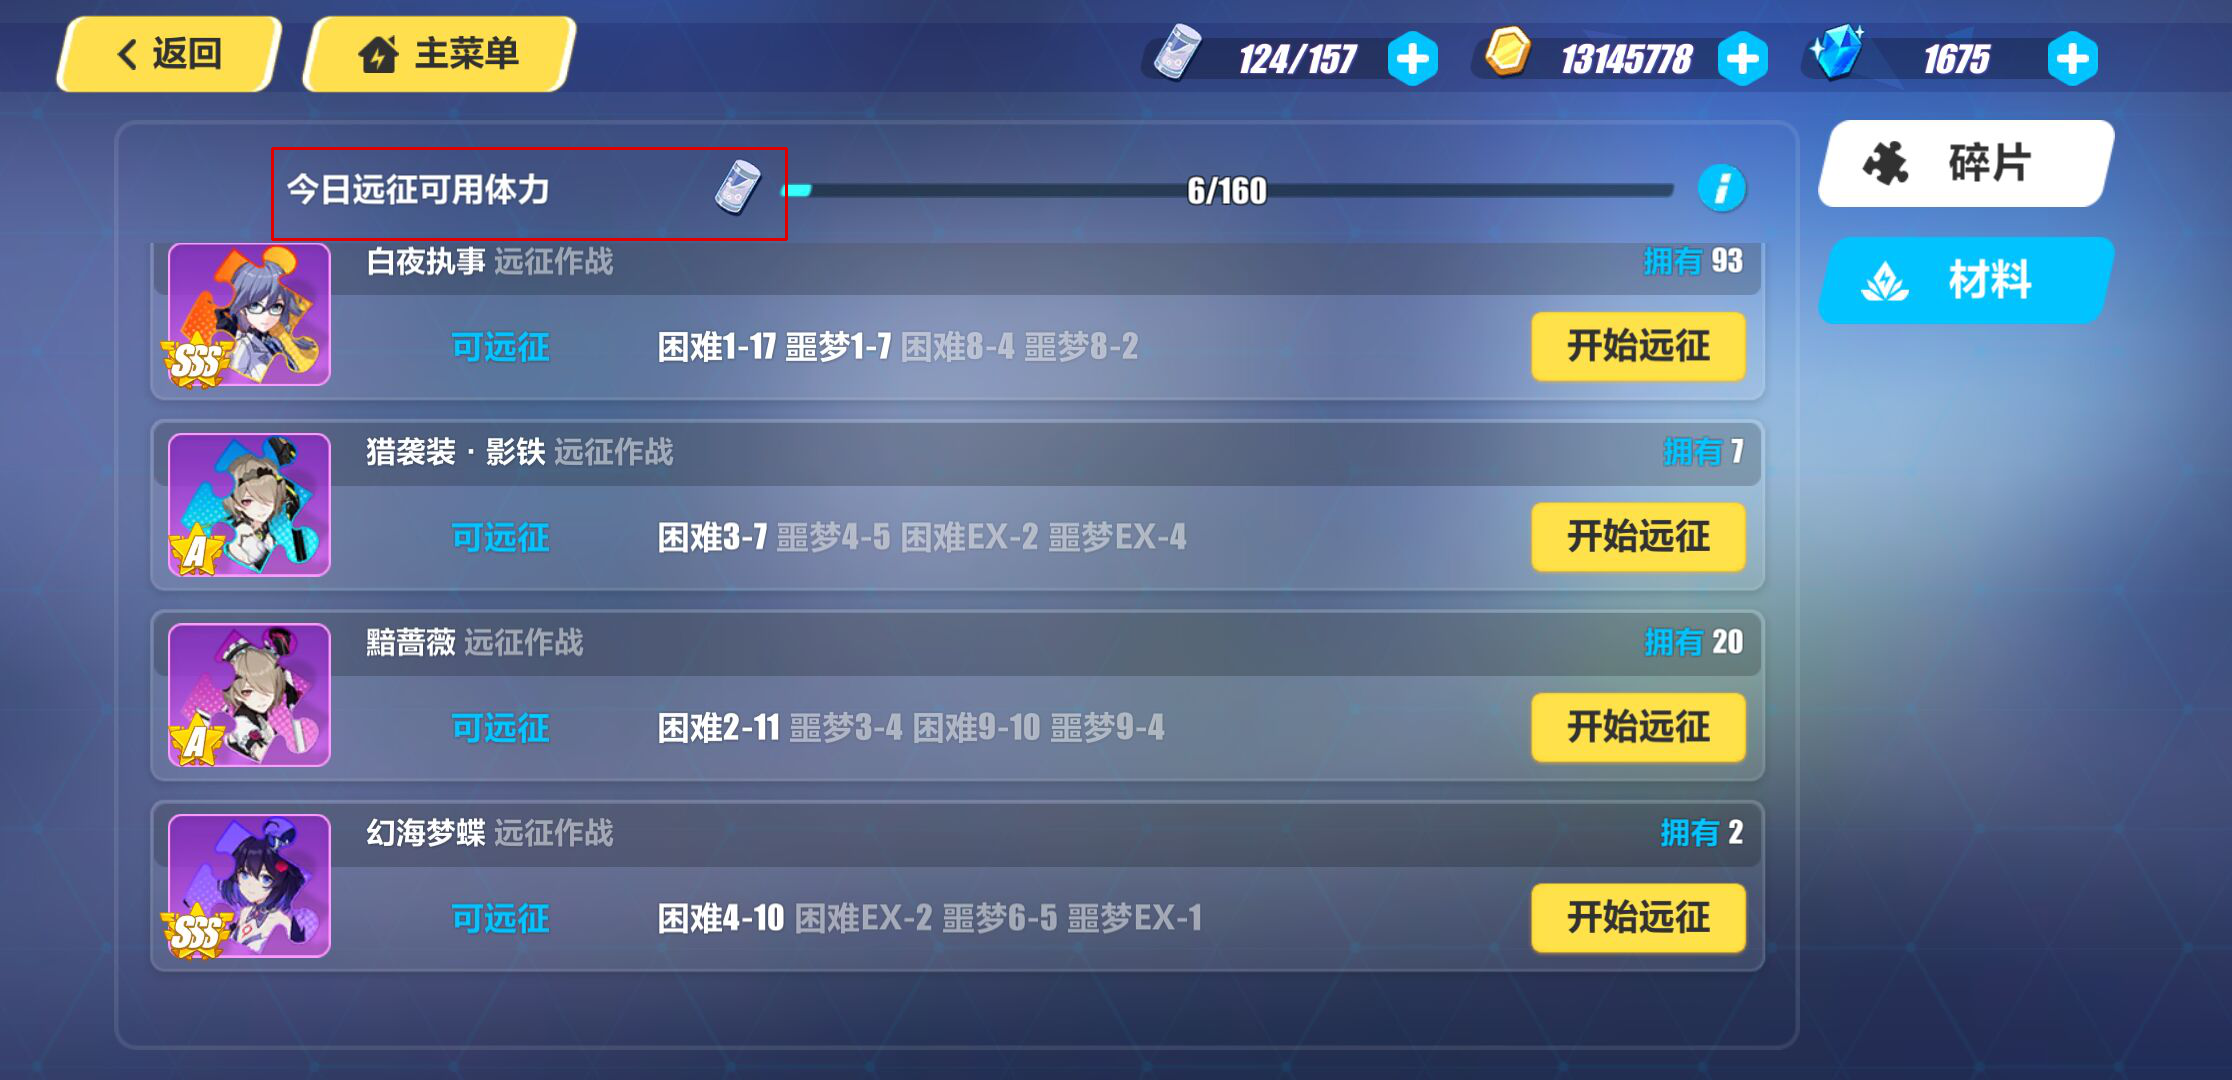 返回
主菜单
124/157
13145778
1675
今日远征可用体力
6/160
i
碎片
材料
白夜执事 远征作战
拥有 93
SSS
可远征
困难1-17 噩梦1-7 困难8-4 噩梦8-2
开始远征
猎袭装·影铁 远征作战
拥有 7
A
可远征
困难3-7 噩梦4-5 困难EX-2 噩梦EX-4
开始远征
黯蔷薇 远征作战
拥有 20
A
可远征
困难2-11 噩梦3-4 困难9-10 噩梦9-4
开始远征
幻海梦蝶 远征作战
拥有 2
SSS
可远征
困难4-10 困难EX-2 噩梦6-5 噩梦EX-1
开始远征